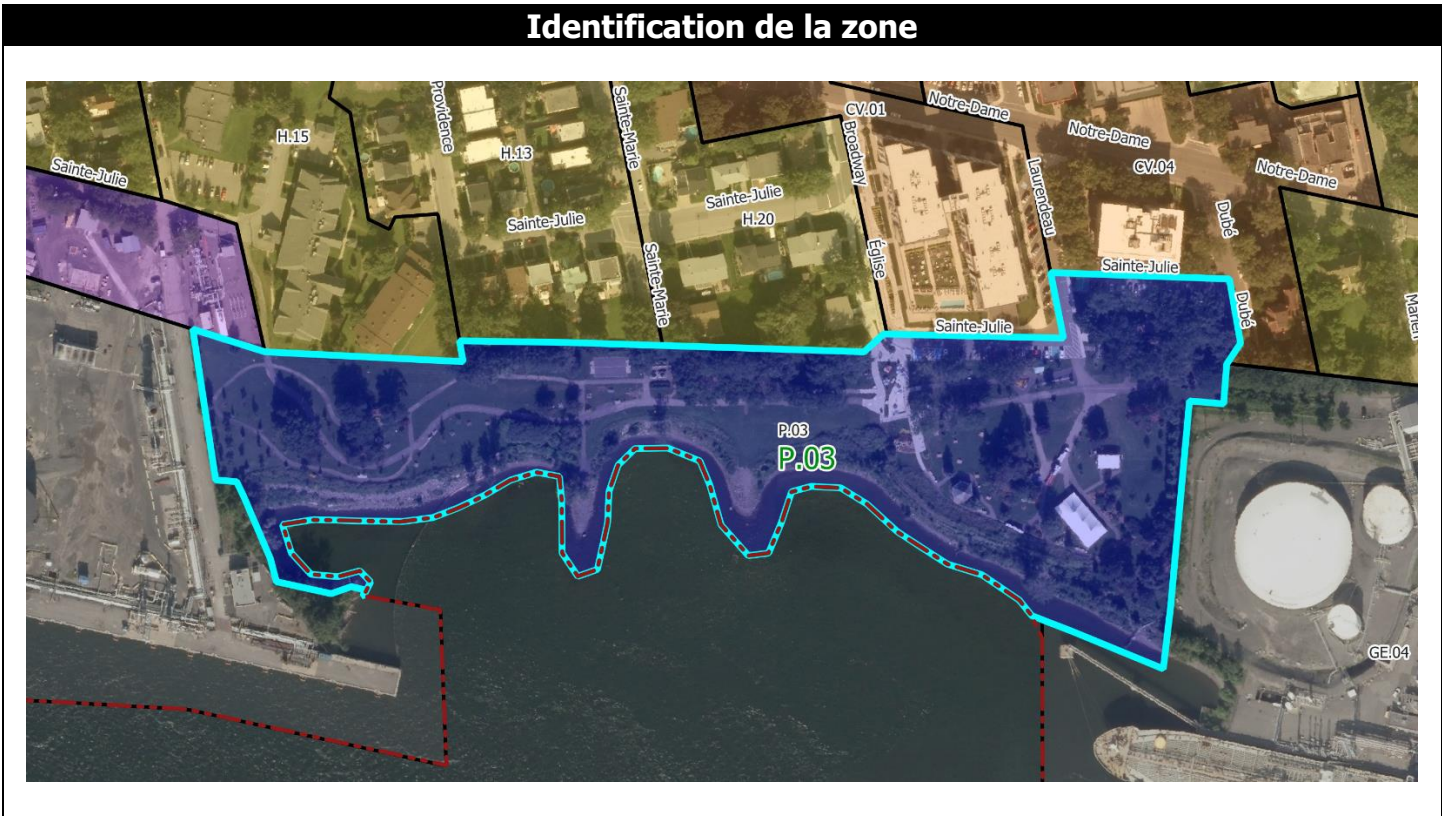 Identification de la zone
Notre-Dame
CV.01
Providence
Sainte-Marie
Broadway
Notre-Dame
H.15
H.13
Laurendeau
CV.04
Sainte-Julie
Notre-Dame
Sainte-Julie
H.20
Sainte-Julie
Dubé
Église
Sainte-Marie
Sainte-Julie
Dubé
Sainte-Julie
P.03
P.03
GE.04